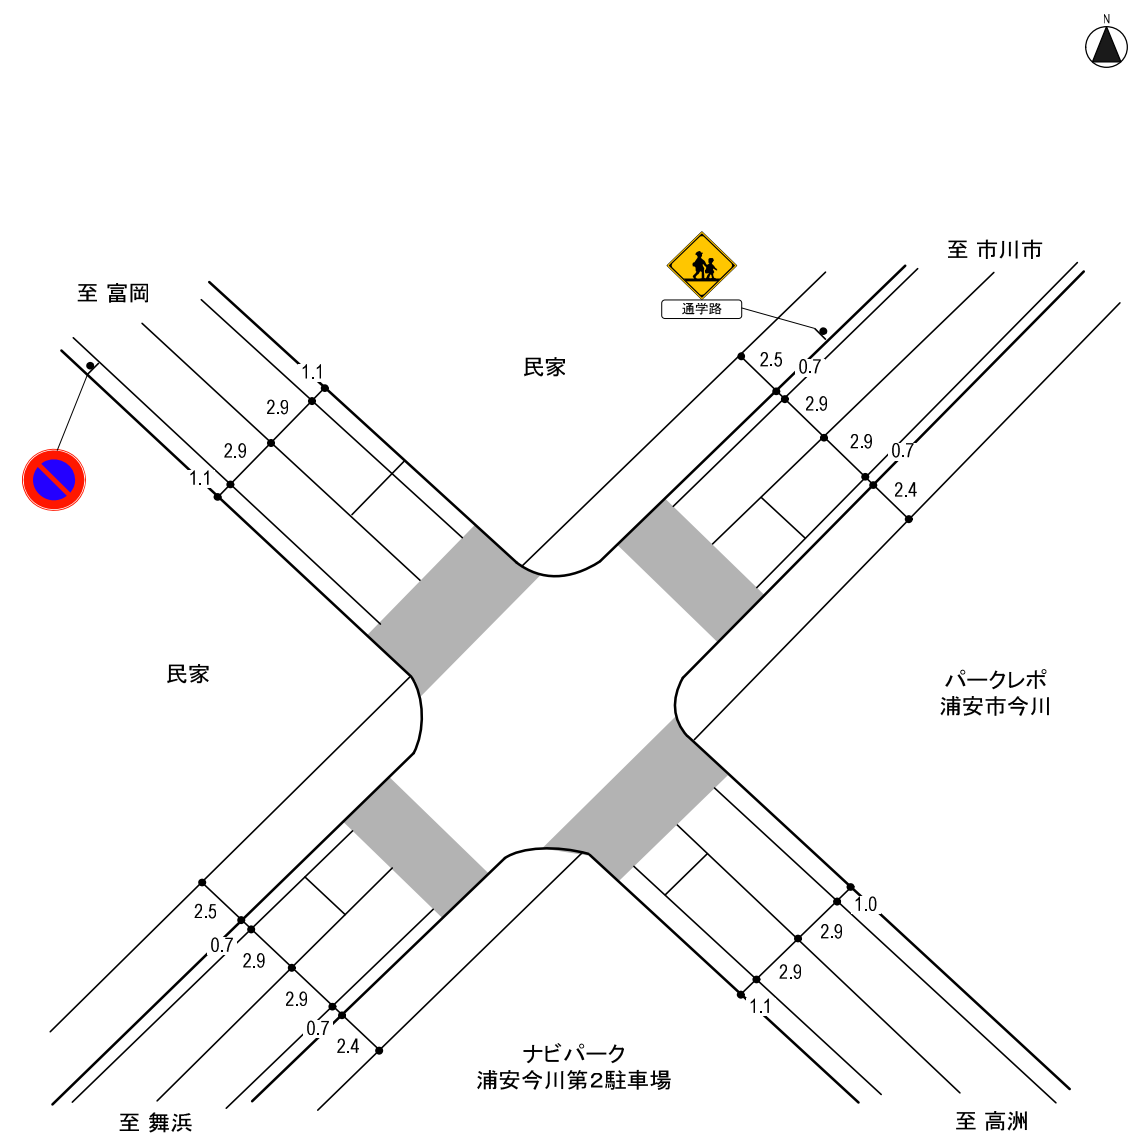 N
至 市川市
至 富岡
通学路
民家
2.5
0.7
2.9
2.9
0.7
2.4
1.1
2.9
2.9
1.1
民家
パークレポ
浦安市今川
2.5
0.7
2.9
2.9
0.7
2.4
1.0
2.9
2.9
1.1
ナビパーク
浦安今川第2駐車場
至 舞浜
至 高洲